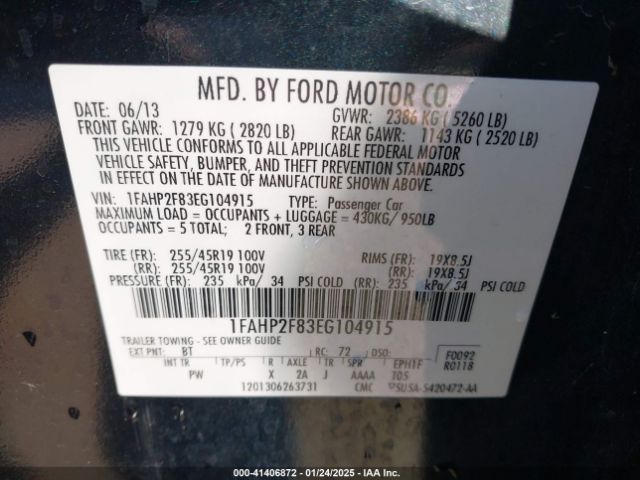 MFD. BY FORD MOTOR CO.
DATE: 06/13 GVWR: 2386 KG ( 5260 LB)
FRONT GAWR: 1279 KG ( 2820 LB) REAR GAWR: 1143 KG ( 2520 LB)
THIS VEHICLE CONFORMS TO ALL APPLICABLE FEDERAL MOTOR
VEHICLE SAFETY, BUMPER, AND THEFT PREVENTION STANDARDS
IN EFFECT ON THE DATE OF MANUFACTURE SHOWN ABOVE.
VIN: 1FAHP2F83EG104915 TYPE: Passenger Car
MAXIMUM LOAD = OCCUPANTS + LUGGAGE = 430KG/ 950LB
OCCUPANTS = 5 TOTAL; 2 FRONT, 3 REAR
TIRE (FR): 255/45R19 100V RIMS (FR): 19X8.5J
(RR): 255/45R19 100V (RR): 19X8.5J
PRESSURE (FR): 235 kPa/ 34 PSI COLD (RR): 235 kPa/ 34 PSI COLD
1FAHP2F83EG104915
TRAILER TOWING - SEE OWNER GUIDE
EXT PNT: BT RC: 72 DSO: F0092
INT TR TP/PS R AXLE TR SPR EPH1F R0118
PW X 2A J AAAA T05
1201306263731 CMC SUSA-5420472-AA
000-41406872 - 01/24/2025 - IAA Inc.